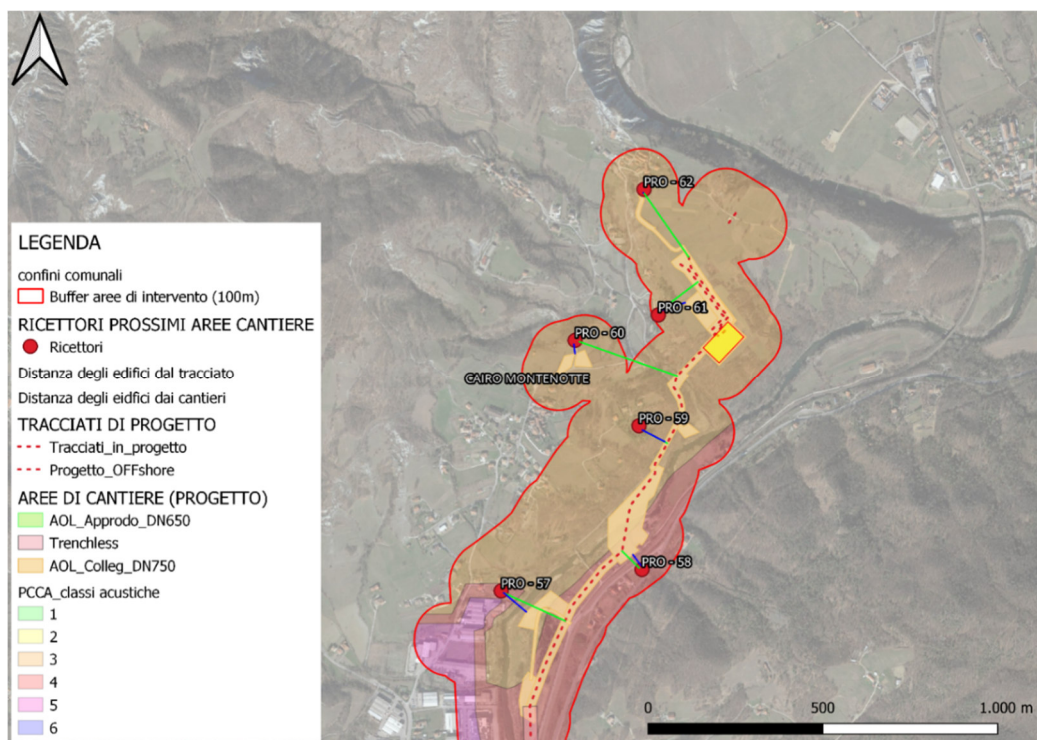 PRO - 62
PRO - 61
PRO - 60
CAIRO MONTENOTTE
PRO - 59
PRO - 58
PRO - 57
LEGENDA
confini comunali
Buffer aree di intervento (100m)
RICETTORI PROSSIMI AREE CANTIERE
Ricettori
Distanza degli edifici dal tracciato
Distanza degli eidfici dai cantieri
TRACCIATI DI PROGETTO
Tracciati_in_progetto
Progetto_OFFshore
AREE DI CANTIERE (PROGETTO)
AOL_Approdo_DN650
Trenchless
AOL_Colleg_DN750
PCCA_classi acustiche
1
2
3
4
5
6
0 500 1.000 m